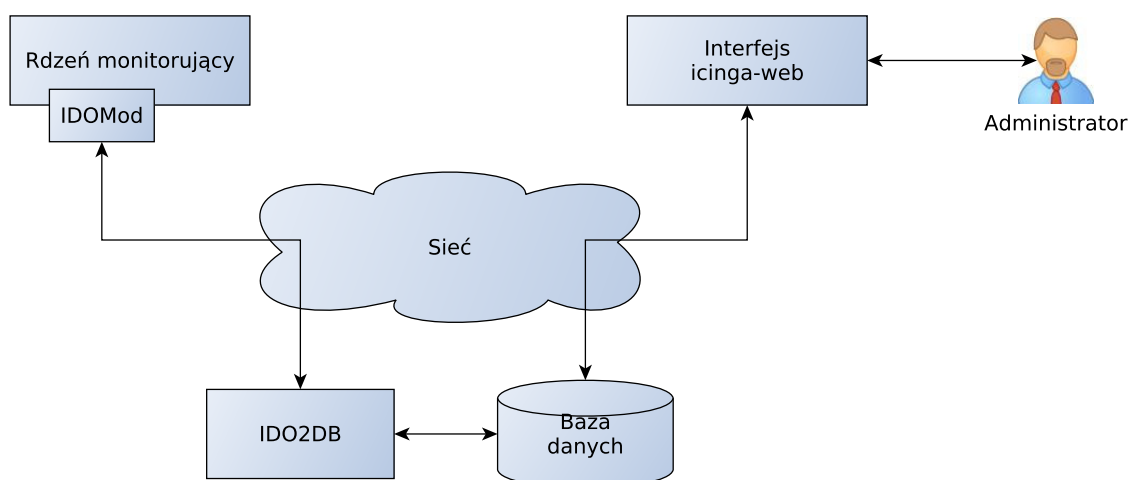 Rdzeń monitorujący
IDOMod
Interfejs
icinga-web
Administrator
Sieć
IDO2DB
Baza
danych